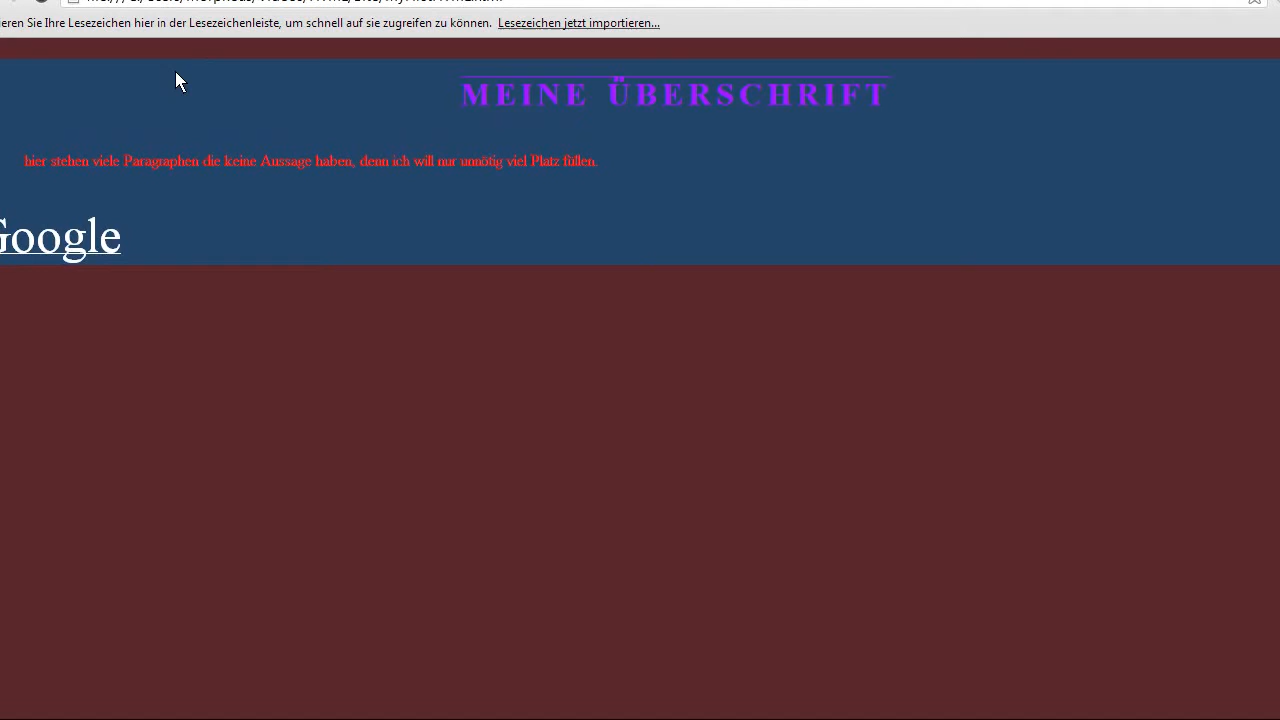 ieren Sie Ihre Lesezeichen hier in der Lesezeichenleiste, um schnell auf sie zugreifen zu können. Lesezeichen jetzt importieren...
MEINE ÜBERSCHRIFT
hier stehen viele Paragraphen die keine Aussage haben, denn ich will nur unnötig viel Platz füllen.
Google